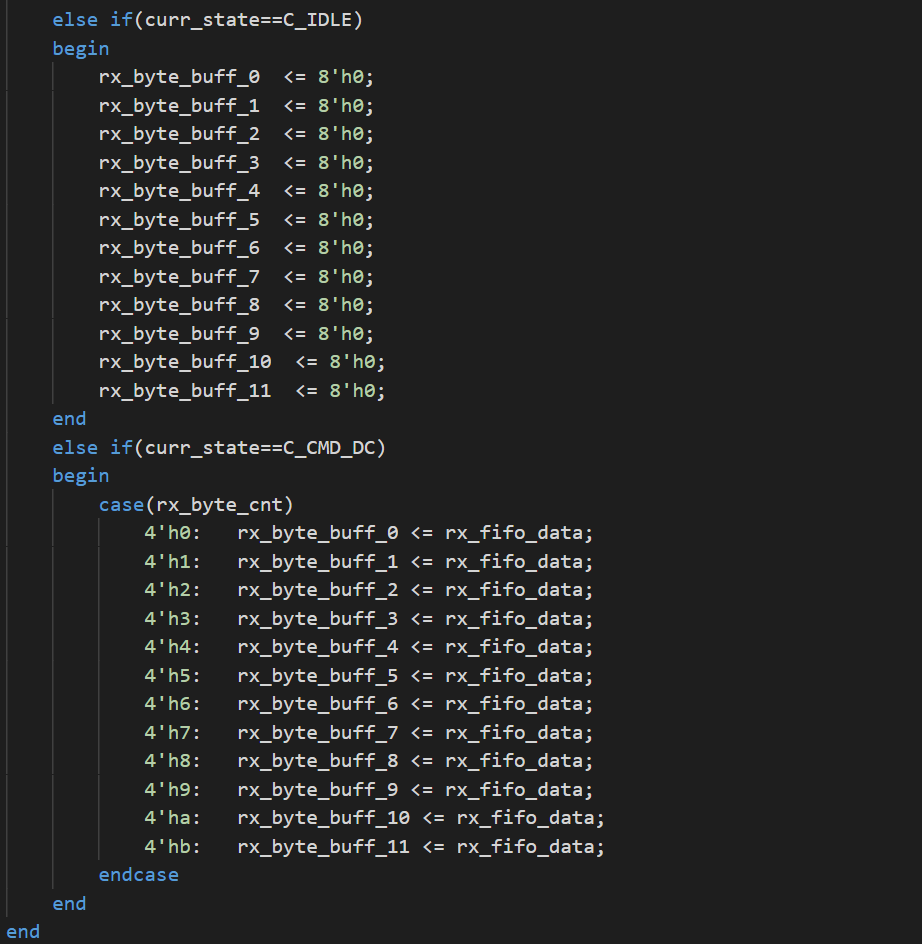 else if(curr_state==C_IDLE)
begin
rx_byte_buff_0  <= 8'h0;
rx_byte_buff_1  <= 8'h0;
rx_byte_buff_2  <= 8'h0;
rx_byte_buff_3  <= 8'h0;
rx_byte_buff_4  <= 8'h0;
rx_byte_buff_5  <= 8'h0;
rx_byte_buff_6  <= 8'h0;
rx_byte_buff_7  <= 8'h0;
rx_byte_buff_8  <= 8'h0;
rx_byte_buff_9  <= 8'h0;
rx_byte_buff_10  <= 8'h0;
rx_byte_buff_11  <= 8'h0;
end
else if(curr_state==C_CMD_DC)
begin
case(rx_byte_cnt)
4'h0:   rx_byte_buff_0 <= rx_fifo_data;
4'h1:   rx_byte_buff_1 <= rx_fifo_data;
4'h2:   rx_byte_buff_2 <= rx_fifo_data;
4'h3:   rx_byte_buff_3 <= rx_fifo_data;
4'h4:   rx_byte_buff_4 <= rx_fifo_data;
4'h5:   rx_byte_buff_5 <= rx_fifo_data;
4'h6:   rx_byte_buff_6 <= rx_fifo_data;
4'h7:   rx_byte_buff_7 <= rx_fifo_data;
4'h8:   rx_byte_buff_8 <= rx_fifo_data;
4'h9:   rx_byte_buff_9 <= rx_fifo_data;
4'ha:   rx_byte_buff_10 <= rx_fifo_data;
4'hb:   rx_byte_buff_11 <= rx_fifo_data;
endcase
end
end